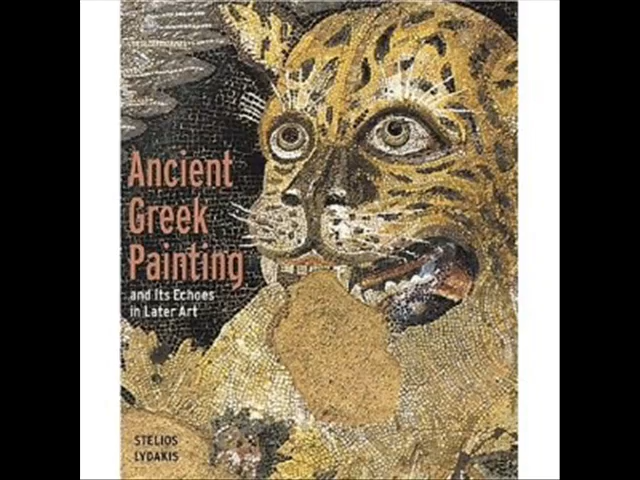 Ancient
Greek
Painting
and Its Echoes
in Later Art
STELIOS
LYDAKIS